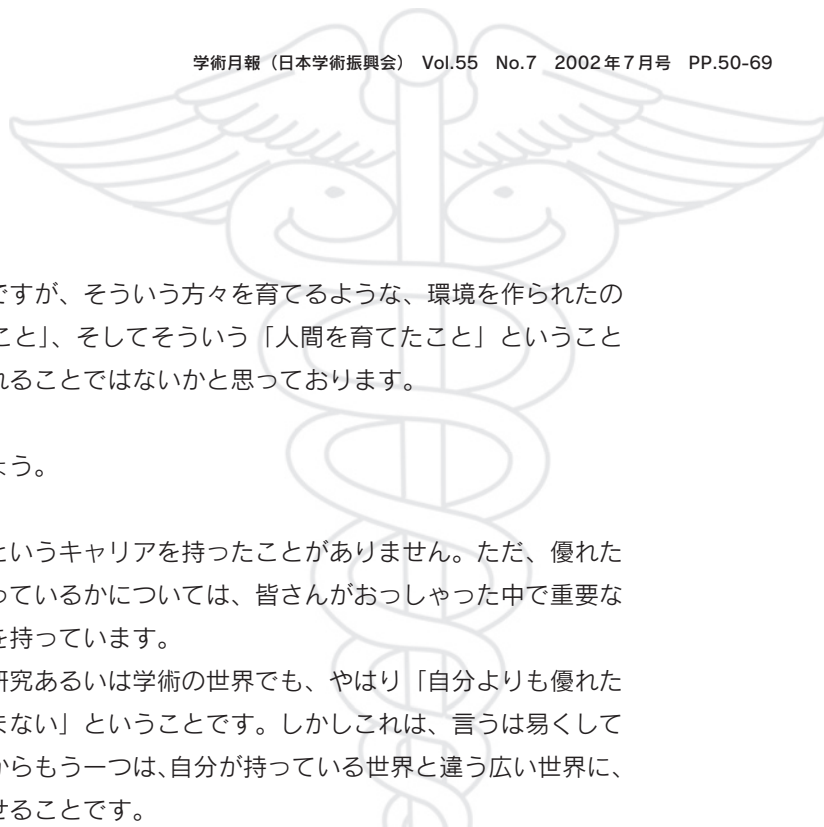 学術月報（日本学術振興会） Vol.55 No.7 2002年7月号 PP.50-69
ですが、そういう方々を育てるような、環境を作られたの
こと」、そしてそういう「人間を育てたこと」ということ
れることではないかと思っております。
ょう。
というキャリアを持ったことがありません。ただ、優れた
っているかについては、皆さんがおっしゃった中で重要な
を持っています。
研究あるいは学術の世界でも、やはり「自分よりも優れた
まない」ということです。しかしこれは、言うは易くして
からもう一つは、自分が持っている世界と違う広い世界に、
せることです。